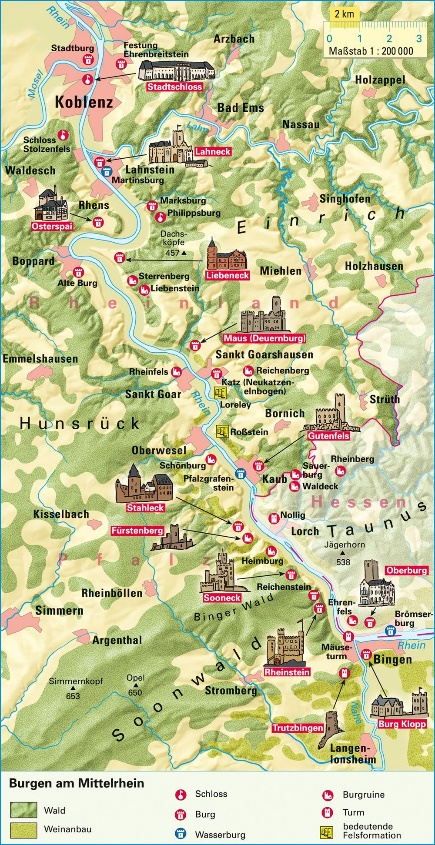 2 km
0
1
2
3
Maßstab 1 : 200 000
Rhein
Arzbach
Stadtburg
Festung
Ehrenbreitstein
Mosel
Stadtschloss
Holzappel
Koblenz
Bad Ems
Lahn
Nassau
Schloss
Stolzenfels
Lahneck
Waldesch
Lahnstein
Martinsburg
Singhofen
Rhens
Marksburg
Philippsburg
Osterspai
Einrich
Dachs-
köpfe
457
Boppard
Liebeneck
Miehlen
Holzhausen
Alte Burg
Sterrenberg
Liebenstein
Rheinland
Maus (Deuernburg)
Emmelshausen
Sankt Goarshausen
Rheinfels
Reichenberg
Katz (Neukatzen-
elnbogen)
Sankt Goar
Rhein
Loreley
Strüth
Bornich
Hunsrück
Roßstein
Gutenfels
Oberwesel
Schönburg
Sauer-
burg
Rheinberg
Pfalzgrafen-
stein
Kaub
Waldeck
Stahleck
Hessen
Kisselbach
Nollig
Lorch
Taunus
Fürstenberg
Jägerhorn
538
Pfalz
Heimburg
Oberburg
Rheinböllen
Sooneck
Reichenstein
Simmern
Binger Wald
Ehren-
fels
Brömser-
burg
Argenthal
Mäuse-
turm
Rhein
Rheinstein
Bingen
Simmernkopf
653
Opel
650
Soonwald
Stromberg
Nahe
Trutzbingen
Burg Klopp
Langen-
lonsheim
Burgen am Mittelrhein
Wald
Weinanbau
Schloss
Burg
Wasserburg
Burgruine
Turm
bedeutende
Felsformation